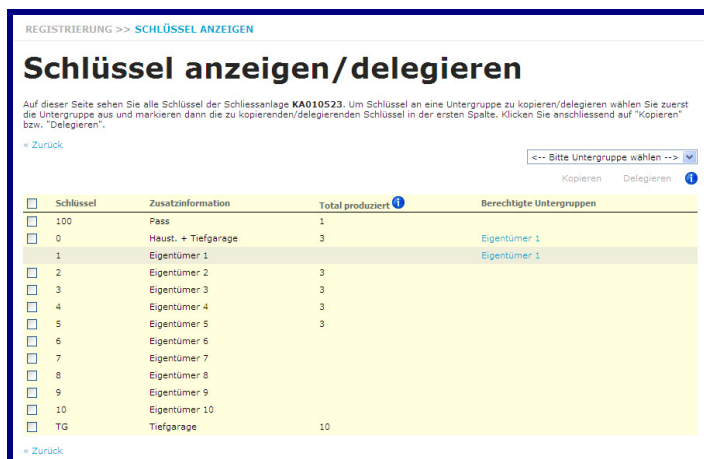 REGISTRIERUNG >> SCHLÜSSEL ANZEIGEN
Schlüssel anzeigen/delegieren
Auf dieser Seite sehen Sie alle Schlüssel der Schliessanlage KA010523. Um Schlüssel an eine Untergruppe zu kopieren/delegieren wählen Sie zuerst
die Untergruppe aus und markieren dann die zu kopierenden/delegierenden Schlüssel in der ersten Spalte. Klicken Sie anschliessend auf "Kopieren"
bzw. "Delegieren".
« Zurück
<-- Bitte Untergruppe wählen -->
Kopieren Delegieren i
Schlüssel Zusatzinformation Total produziert i Berechtigte Untergruppen
100 Pass 1
0 Haust. + Tiefgarage 3 Eigentümer 1
1 Eigentümer 1 Eigentümer 1
2 Eigentümer 2 3
3 Eigentümer 3 3
4 Eigentümer 4 3
5 Eigentümer 5 3
6 Eigentümer 6
7 Eigentümer 7
8 Eigentümer 8
9 Eigentümer 9
10 Eigentümer 10
TG Tiefgarage 10
« Zurück